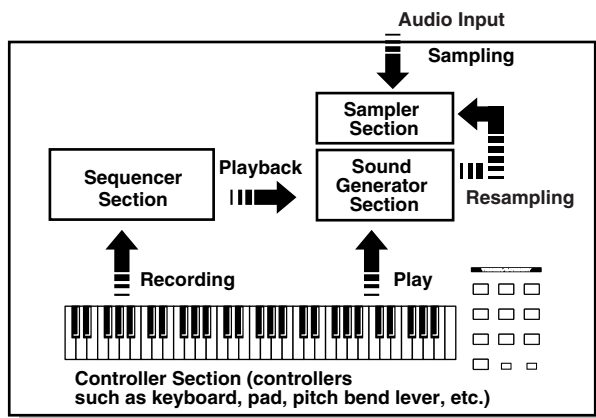 Audio Input
Sampling
Sampler
Section
Sequencer
Section
Playback
Sound
Generator
Section
Resampling
Recording
Play
Controller Section (controllers
such as keyboard, pad, pitch bend lever, etc.)